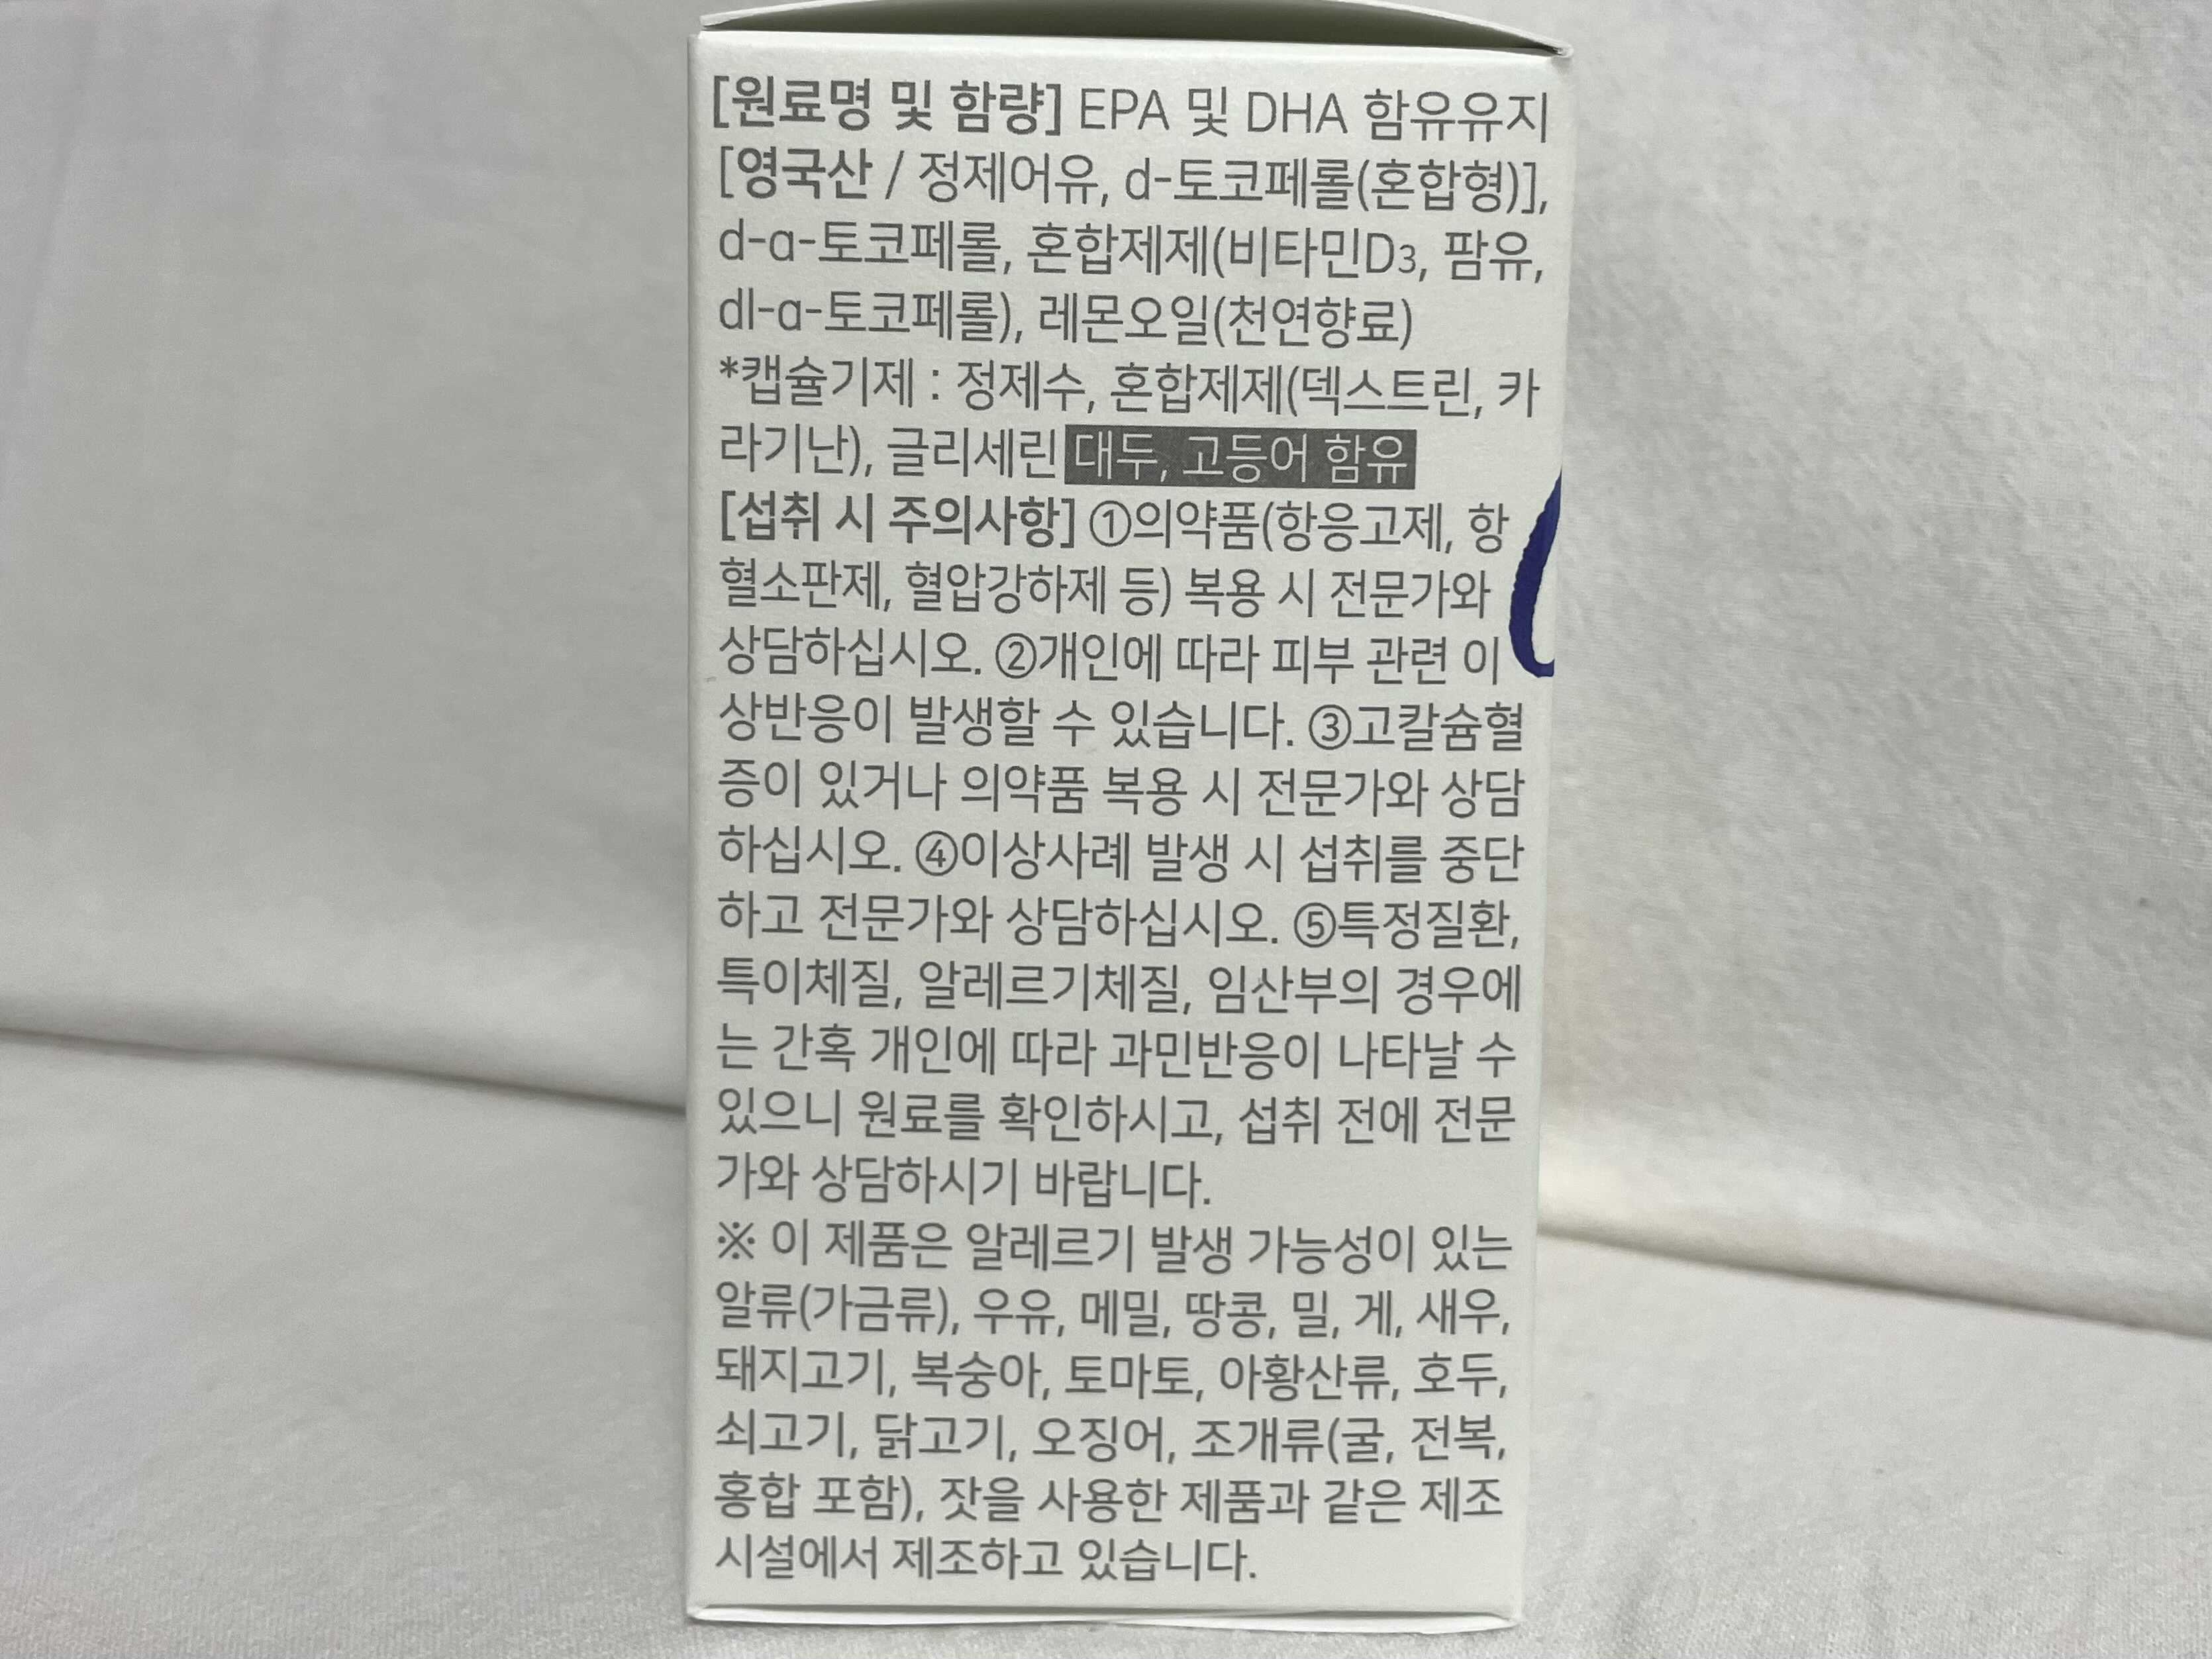 [원료명 및 함량] EPA 및 DHA 함유유지
[영국산 / 정제어유, d-토코페롤(혼합형)],
d-α-토코페롤, 혼합제제(비타민D3, 팜유,
dl-α-토코페롤), 레몬오일(천연향료)
*캡슐기제 : 정제수, 혼합제제(덱스트린, 카
라기난), 글리세린 대두, 고등어 함유
[섭취 시 주의사항] ①의약품(항응고제, 항
혈소판제, 혈압강하제 등) 복용 시 전문가와
상담하십시오. ②개인에 따라 피부 관련 이
상반응이 발생할 수 있습니다. ③고칼슘혈
증이 있거나 의약품 복용 시 전문가와 상담
하십시오. ④이상사례 발생 시 섭취를 중단
하고 전문가와 상담하십시오. ⑤특정질환,
특이체질, 알레르기체질, 임산부의 경우에
는 간혹 개인에 따라 과민반응이 나타날 수
있으니 원료를 확인하시고, 섭취 전에 전문
가와 상담하시기 바랍니다.
※ 이 제품은 알레르기 발생 가능성이 있는
알류(가금류), 우유, 메밀, 땅콩, 밀, 게, 새우,
돼지고기, 복숭아, 토마토, 아황산류, 호두,
쇠고기, 닭고기, 오징어, 조개류(굴, 전복,
홍합 포함), 잣을 사용한 제품과 같은 제조
시설에서 제조하고 있습니다.